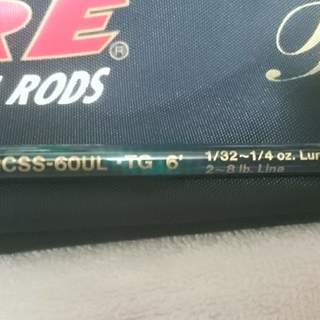 RE®
RODS
CSS-60UL -TG 6' 1/32~1/4 oz. Lur
2~8 lb. Line